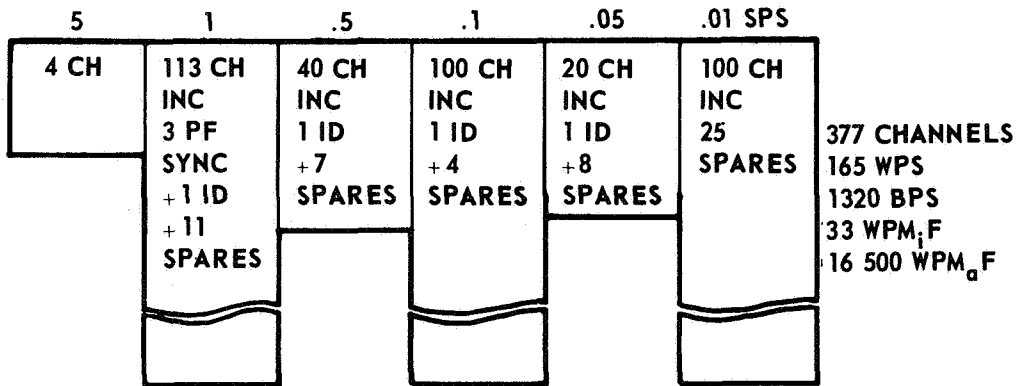 5 1 .5 .1 .05 .01 SPS
4 CH
113 CH
INC
3 PF
SYNC
+1 ID
+11
SPARES
40 CH
INC
1 ID
+7
SPARES
100 CH
INC
1 ID
+4
SPARES
20 CH
INC
1 ID
+8
SPARES
100 CH
INC
25
SPARES
377 CHANNELS
165 WPS
1320 BPS
33 WPMiF
16 500 WPMaF